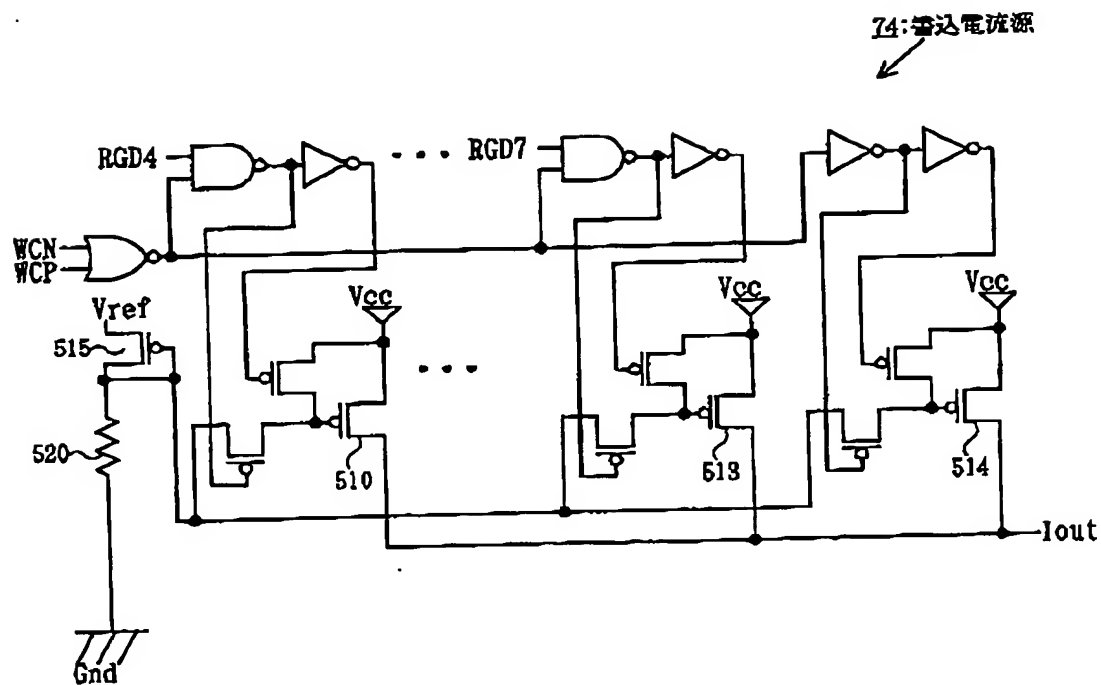 74:書込電流源
RGD4
RGD7
WCN
WCP
Vref
Vcc
Vcc
Vcc
515
520
510
513
514
Iout
Gnd